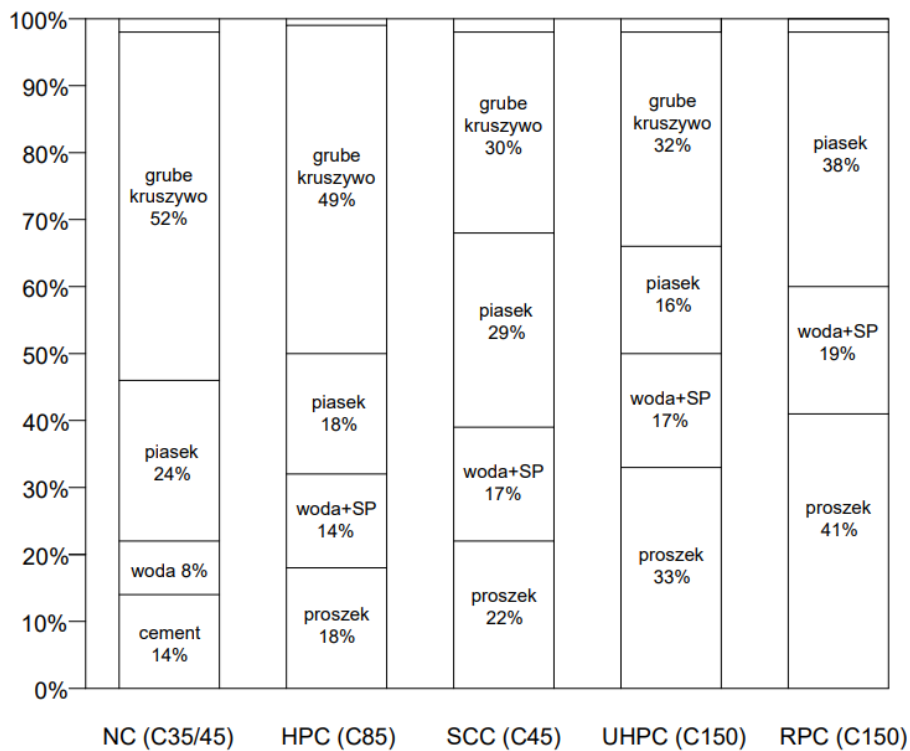 100%
90%
80%
70%
60%
50%
40%
30%
20%
10%
0%
grube
kruszywo
52%
piasek
24%
woda 8%
cement
14%
grube
kruszywo
49%
piasek
18%
woda+SP
14%
proszek
18%
grube
kruszywo
30%
piasek
29%
woda+SP
17%
proszek
22%
grube
kruszywo
32%
piasek
16%
woda+SP
17%
proszek
33%
piasek
38%
woda+SP
19%
proszek
41%
NC (C35/45) HPC (C85) SCC (C45) UHPC (C150) RPC (C150)